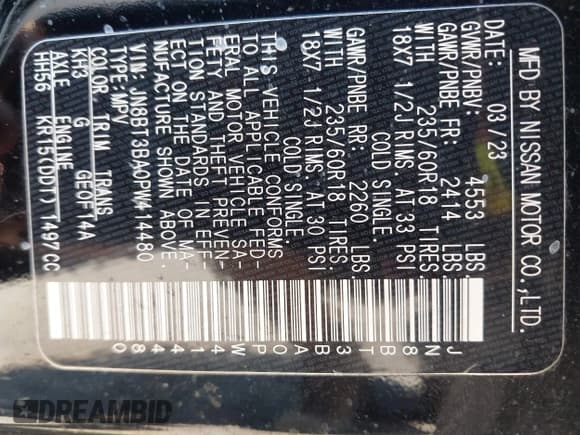 MFD BY NISSAN MOTOR CO.,LTD.
DATE: 03/23
GVWR/PNBV: 4553 LBS.
GAWR/PNBE FR: 2414 LBS.
WITH 235/60R18 TIRES.
18X7 1/2J RIMS. AT 33 PSI
COLD SINGLE.
GAWR/PNBE RR: 2260 LBS.
WITH 235/60R18 TIRES.
18X7 1/2J RIMS. AT 30 PSI
COLD SINGLE.
THIS VEHICLE CONFORMS
TO ALL APPLICABLE FED-
ERAL MOTOR VEHICLE SA-
FETY AND THEFT PREVEN-
TION STANDARDS IN EFF-
ECT ON THE DATE OF MA-
NUFACTURE SHOWN ABOVE
VIN: JN8BT3BA0PW414480
TYPE: MPV
COLOR TRIM TRANS
KH3 G GE0F14A
AXLE ENGINE
HH56 KR15(DDT) 1497CC
JN8BT3BA0PW414480
DREAMBID